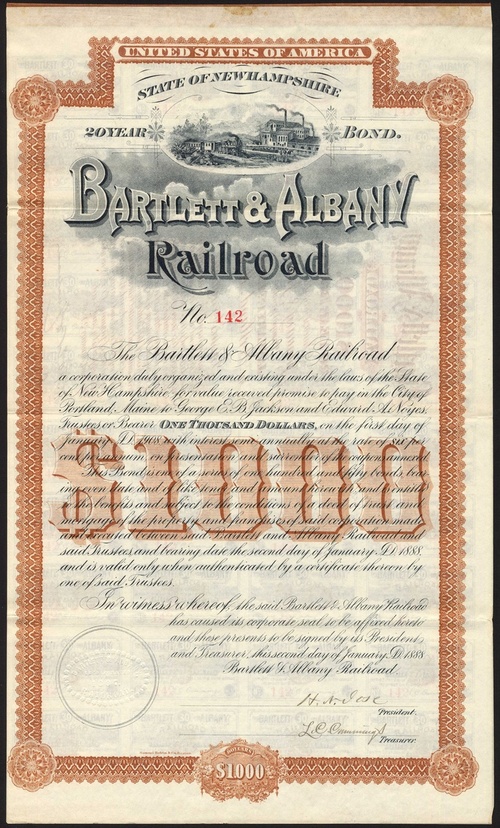 UNITED STATES OF AMERICA
STATE OF NEW HAMPSHIRE
20 YEAR BOND.
BARTLETT & ALBANY
Railroad
No. 142
The Bartlett & Albany Railroad
a corporation duly organized and existing under the laws of the State
of New Hampshire for value received promise to pay in the City of
Portland, Maine to George E. B. Jackson and Edward A. Noyes,
Trustees or Bearer ONE THOUSAND DOLLARS, on the first day of
January A.D. 1908 with interest semi annually at the rate of six per
cent per annum, on presentation and surrender of the coupons annexed.
This Bond is one of a series of one hundred and fifty bonds bear-
ing even date and of like tenor and amount herewith and entitled
to benefits and subject to the conditions of a deed of trust and
mortgage of the property and franchises of said corporation made
and executed between said Bartlett and Albany Railroad and
said Trustees, and bearing date the second day of January A.D. 1888,
and is valid only when authenticated by a certificate thereon by
one of said Trustees.
$1000
In witness whereof, the said Bartlett & Albany Railroad
has caused its corporate seal to be affixed hereto
and these presents to be signed by its President
and Treasurer, this second day of January A.D. 1888
Bartlett & Albany Railroad.
President.
L. C. Cummings
Treasurer.
DOLLARS
$1.000